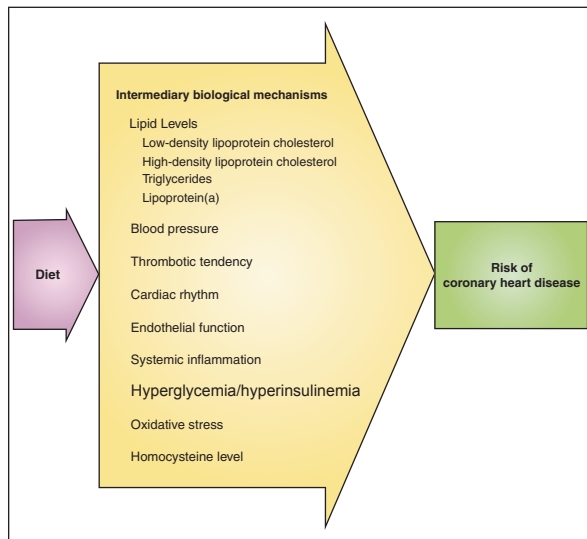 Intermediary biological mechanisms
Lipid Levels
Low-density lipoprotein cholesterol
High-density lipoprotein cholesterol
Triglycerides
Lipoprotein(a)
Blood pressure
Thrombotic tendency
Cardiac rhythm
Endothelial function
Systemic inflammation
Hyperglycemia/hyperinsulinemia
Oxidative stress
Homocysteine level
Diet
Risk of
coronary heart disease